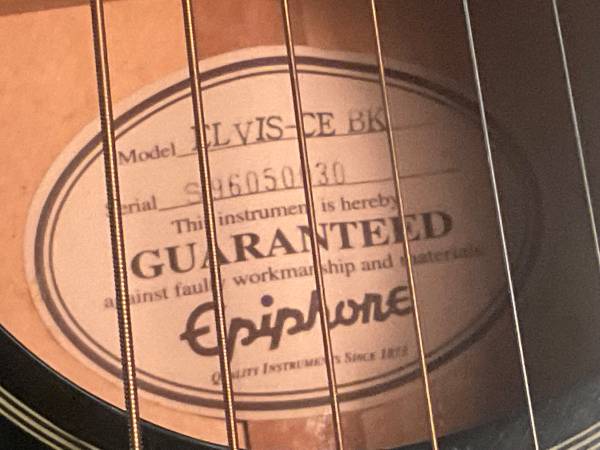 Model ELVIS-CE BK
Serial S96050030
This instrument is hereby
GUARANTEED
against faulty workmanship and materials
Epiphone
QUALITY INSTRUMENTS SINCE 1873